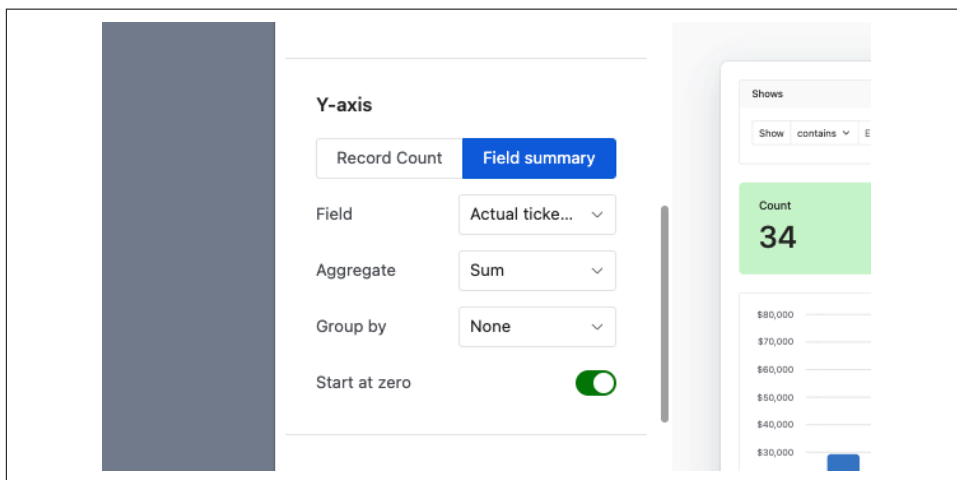 Y-axis
Record Count Field summary
Field Actual ticke...
Aggregate Sum
Group by None
Start at zero
Shows
Show contains E
Count
34
$80,000
$70,000
$60,000
$50,000
$40,000
$30,000